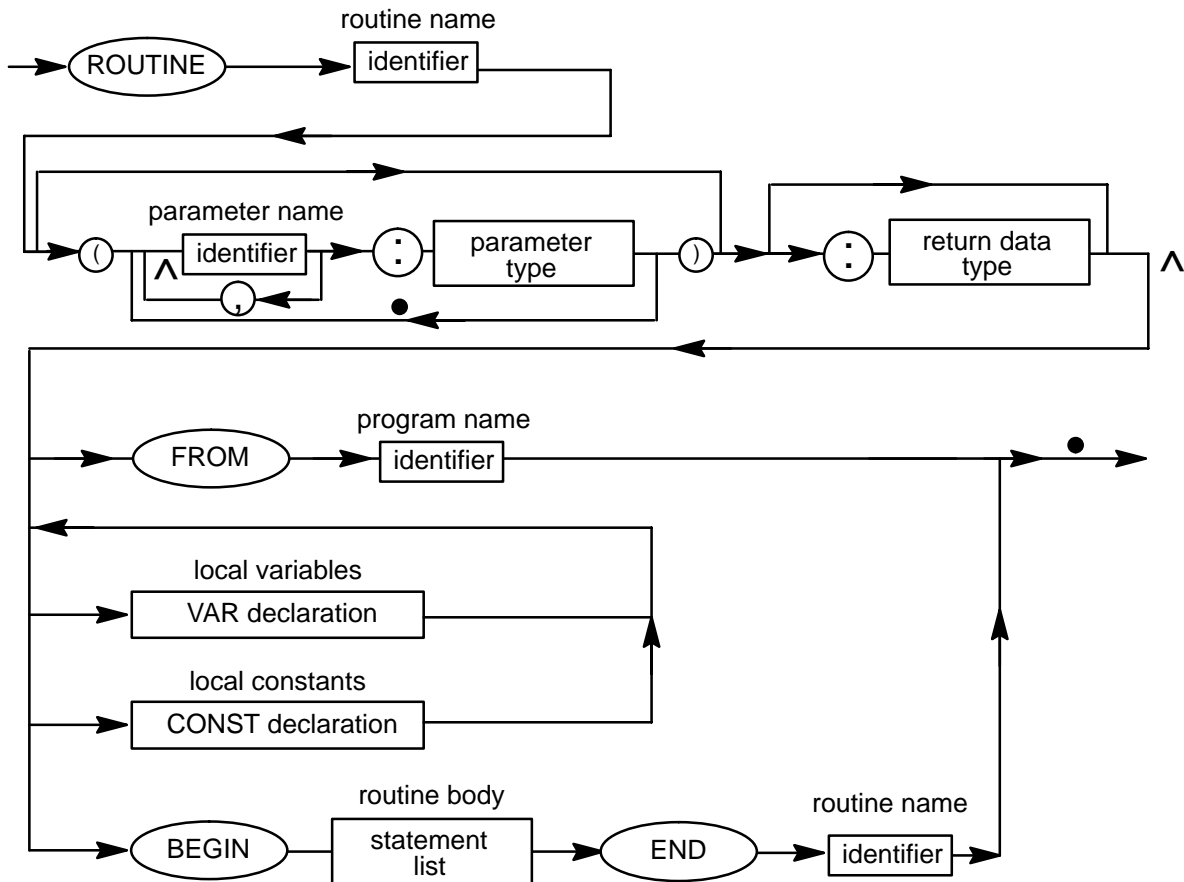 routine name
ROUTINE
identifier
parameter name
( identifier : parameter type ) : return data type
^
^
,
program name
FROM
identifier
local variables
VAR declaration
local constants
CONST declaration
routine body
routine name
BEGIN
statement list
END
identifier